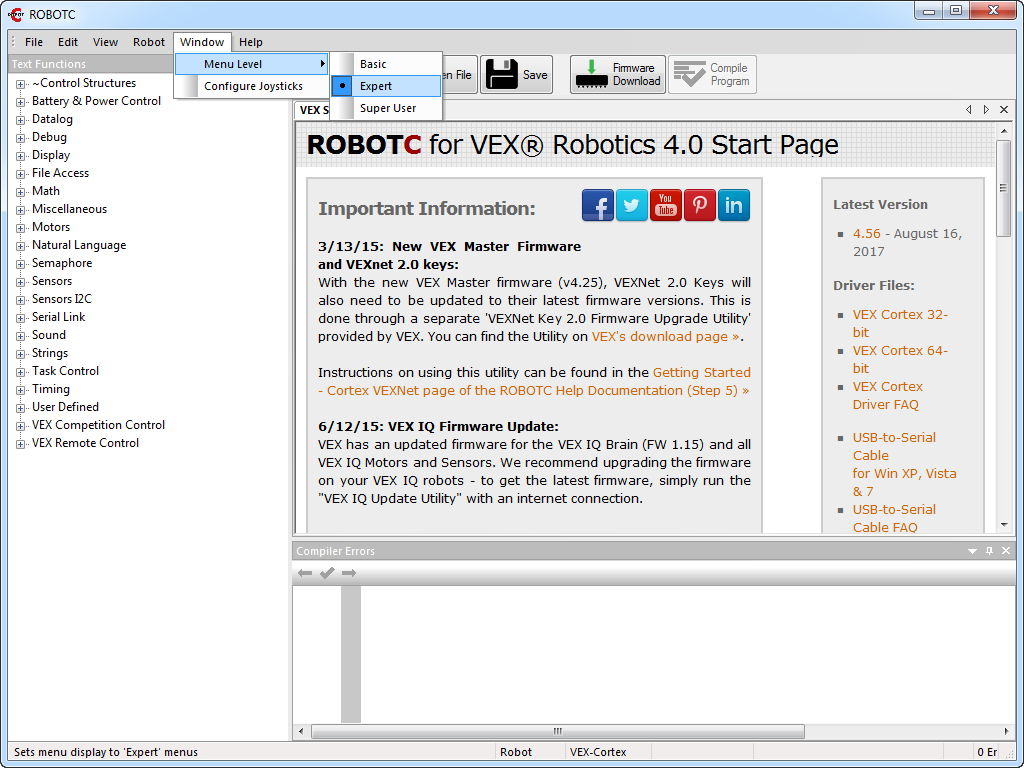 ROBOTC
File Edit View Robot Window Help
Text Functions
Menu Level
Configure Joysticks
Basic
Expert
Super User
en File
Save
Firmware
Download
Compile
Program
~Control Structures
Battery & Power Control
Datalog
Debug
Display
File Access
Math
Miscellaneous
Motors
Natural Language
Semaphore
Sensors
Sensors I2C
Serial Link
Sound
Strings
Task Control
Timing
User Defined
VEX Competition Control
VEX Remote Control
VEX S
ROBOTC for VEX® Robotics 4.0 Start Page
Important Information:
You
Tube
in
3/13/15: New VEX Master Firmware
and VEXnet 2.0 keys:
With the new VEX Master firmware (v4.25), VEXNet 2.0 Keys will
also need to be updated to their latest firmware versions. This is
done through a separate 'VEXNet Key 2.0 Firmware Upgrade Utility'
provided by VEX. You can find the Utility on VEX's download page ».
Instructions on using this utility can be found in the Getting Started
- Cortex VEXNet page of the ROBOTC Help Documentation (Step 5) »
6/12/15: VEX IQ Firmware Update:
VEX has an updated firmware for the VEX IQ Brain (FW 1.15) and all
VEX IQ Motors and Sensors. We recommend upgrading the firmware
on your VEX IQ robots - to get the latest firmware, simply run the
"VEX IQ Update Utility" with an internet connection.
Latest Version
4.56 - August 16,
2017
Driver Files:
VEX Cortex 32-
bit
VEX Cortex 64-
bit
VEX Cortex
Driver FAQ
USB-to-Serial
Cable
for Win XP, Vista
& 7
USB-to-Serial
Cable FAQ
Compiler Errors
Sets menu display to 'Expert' menus
Robot
VEX-Cortex
0 Er